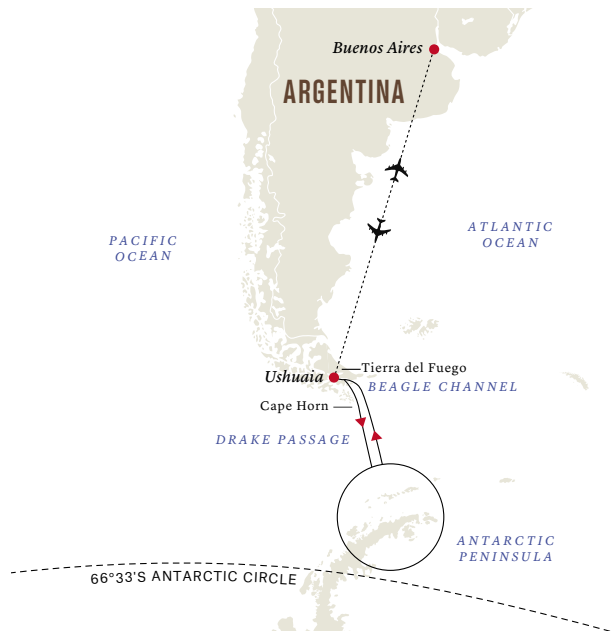 Buenos Aires
ARGENTINA
PACIFIC
OCEAN
ATLANTIC
OCEAN
Tierra del Fuego
Ushuaia
BEAGLE CHANNEL
Cape Horn
DRAKE PASSAGE
ANTARCTIC
PENINSULA
66°33'S ANTARCTIC CIRCLE